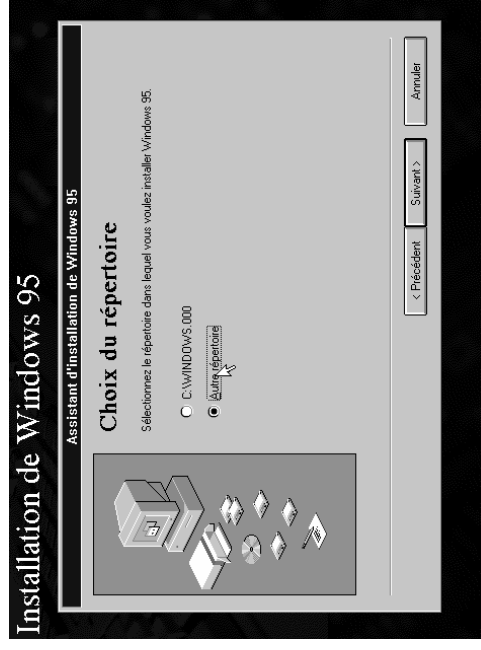 Installation de Windows 95
Assistant d'installation de Windows 95
Choix du répertoire
Sélectionnez le répertoire dans lequel vous voulez installer Windows 95.
C:\WINDOWS.000
Autre répertoire
< Précédent
Suivant >
Annuler